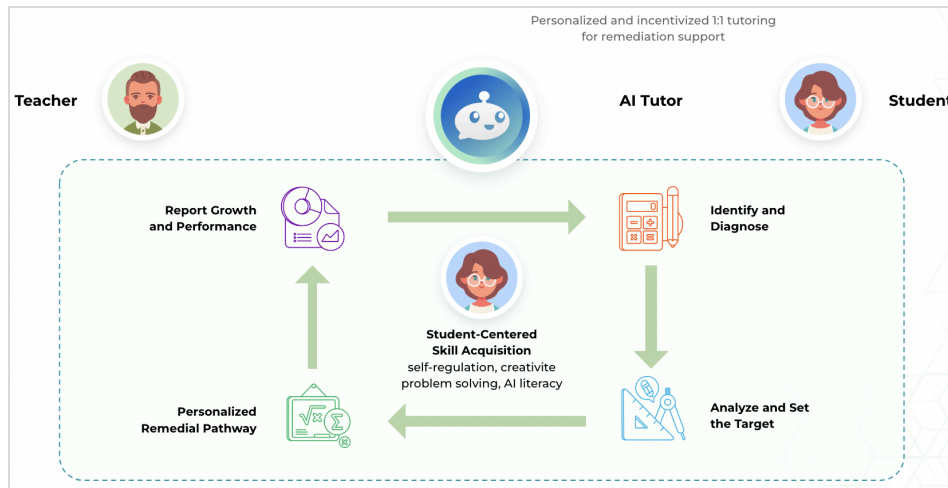 Personalized and incentivized 1:1 tutoring
for remediation support
Teacher
AI Tutor
Student
Report Growth
and Performance
Identify and
Diagnose
Student-Centered
Skill Acquisition
self-regulation, creativite
problem solving, AI literacy
Personalized
Remedial Pathway
Analyze and Set
the Target